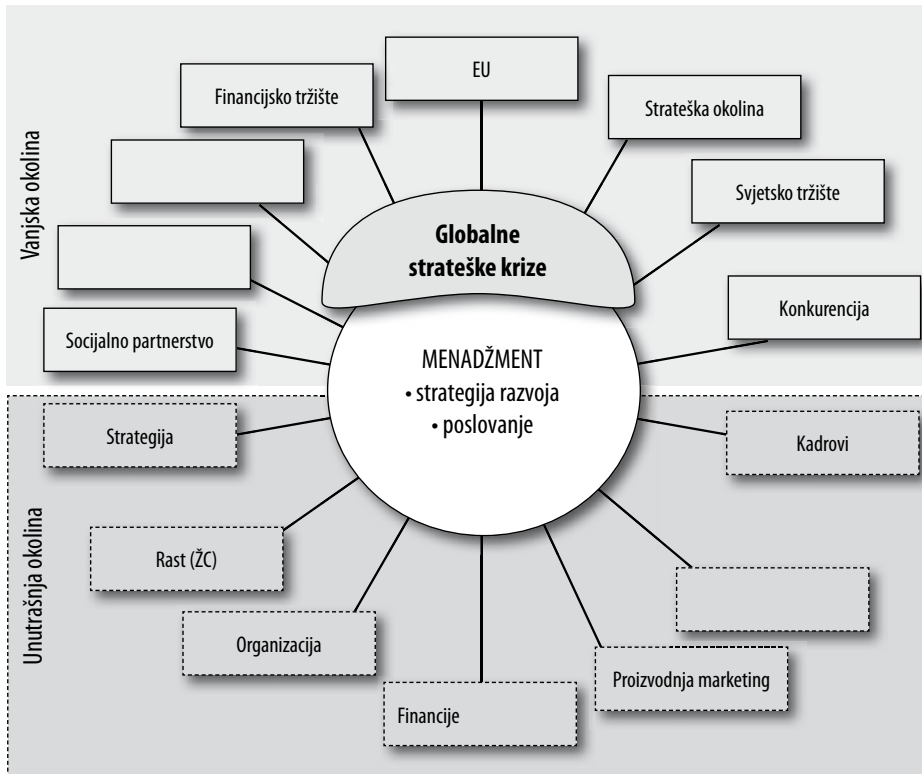 EU
Financijsko tržište
Strateška okolina
Svjetsko tržište
Vanjska okolina
Globalne
strateške krize
Konkurencija
Socijalno partnerstvo
MENADŽMENT
• strategija razvoja
• poslovanje
Strategija
Kadrovi
Unutrašnja okolina
Rast (ŽC)
Organizacija
Proizvodnja marketing
Financije